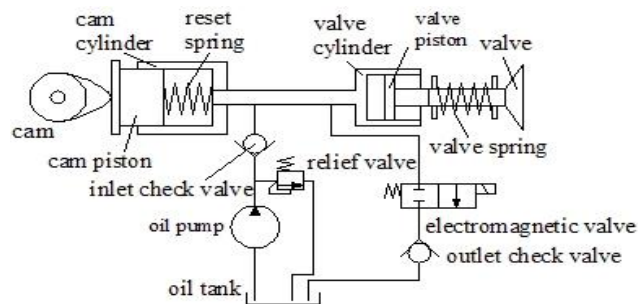 cam
cylinder
reset
spring
valve
cylinder
valve
piston
valve
cam
cam piston
inlet check valve
relief valve
valve spring
oil pump
electromagnetic valve
outlet check valve
oil tank